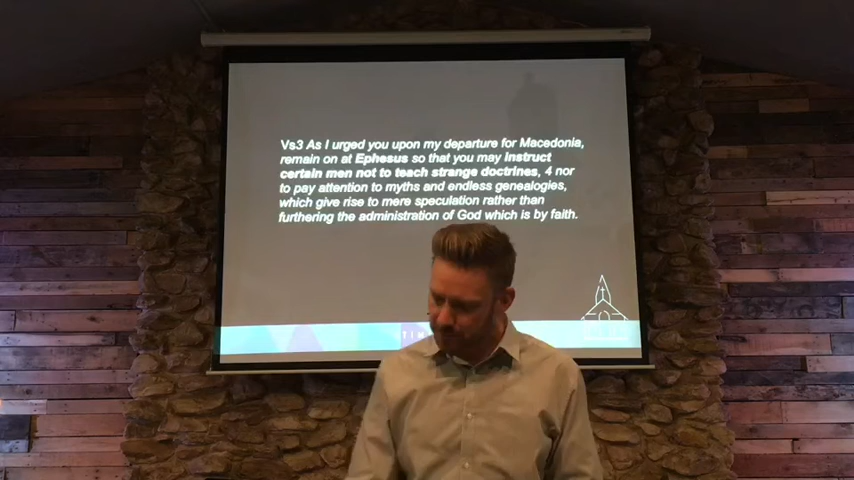 Vs3 As I urged you upon my departure for Macedonia,
remain on at Ephesus so that you may Instruct
certain men not to teach strange doctrines, 4 nor
to pay attention to myths and endless genealogies,
which give rise to mere speculation rather than
furthering the administration of God which is by faith.